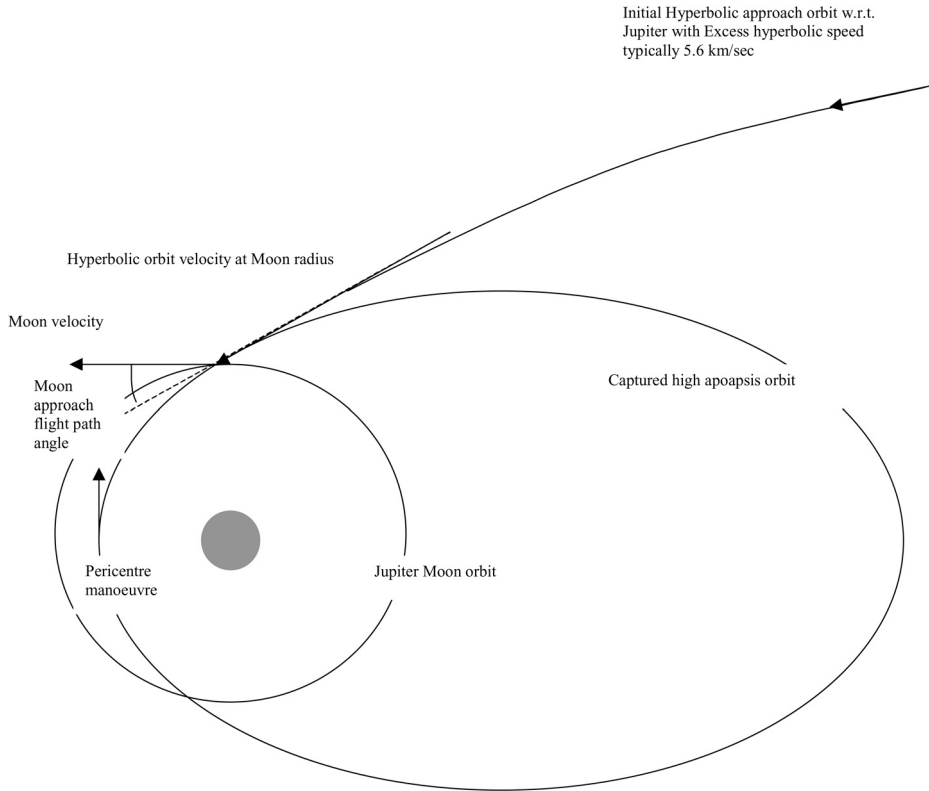 Initial Hyperbolic approach orbit w.r.t.
Jupiter with Excess hyperbolic speed
typically 5.6 km/sec
Hyperbolic orbit velocity at Moon radius
Moon velocity
Moon
approach
flight path
angle
Captured high apoapsis orbit
Pericentre
manoeuvre
Jupiter Moon orbit